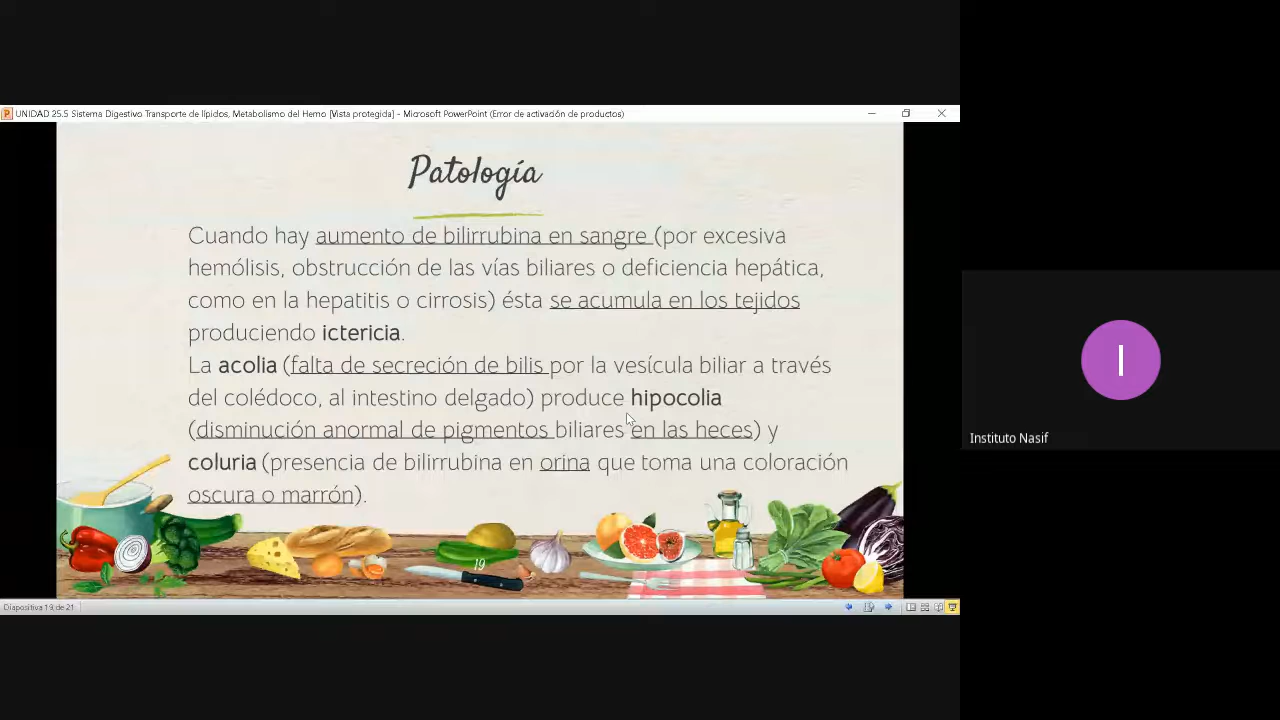 UNIDAD 25.5 Sistema Digestivo Transporte de lípidos, Metabolismo del Hemo [Vista protegida] - Microsoft PowerPoint (Error de activación de productos)
Patología
Cuando hay aumento de bilirrubina en sangre (por excesiva
hemólisis, obstrucción de las vías biliares o deficiencia hepática,
como en la hepatitis o cirrosis) ésta se acumula en los tejidos
produciendo ictericia.
La acolia (falta de secreción de bilis por la vesícula biliar a través
del colédoco, al intestino delgado) produce hipocolia
(disminución anormal de pigmentos biliares en las heces) y
coluria (presencia de bilirrubina en orina que toma una coloración
oscura o marrón).
19
Diapositiva 19 de 21
I
Instituto Nasif